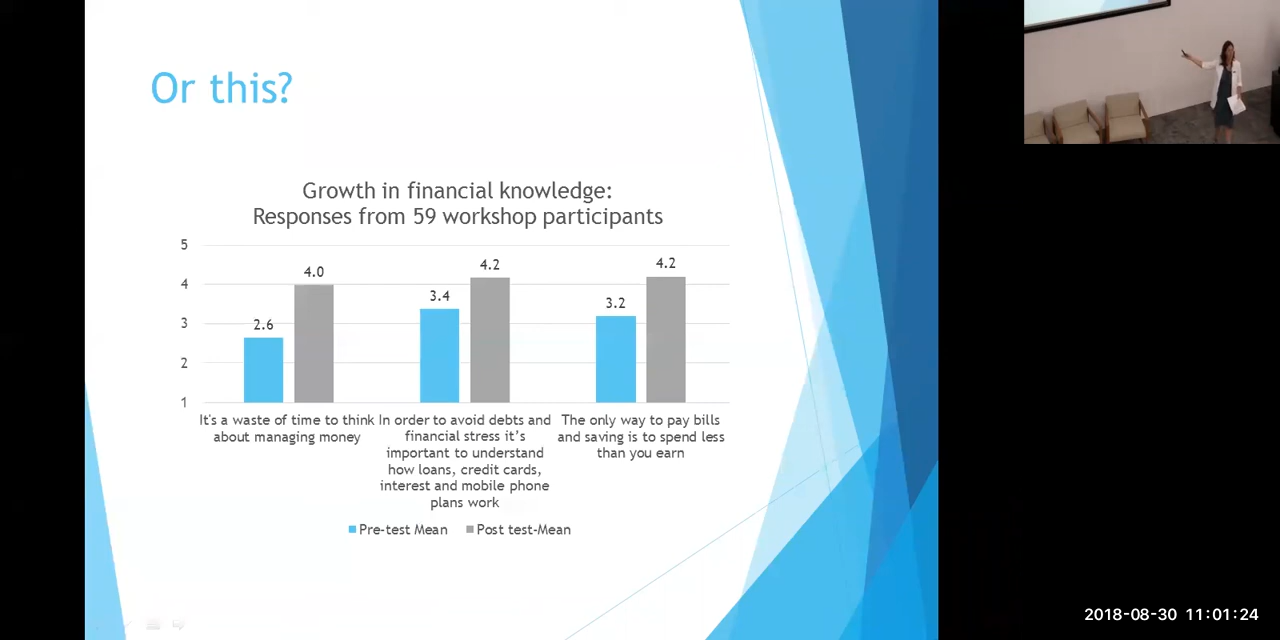 Or this?
Growth in financial knowledge:
Responses from 59 workshop participants
5
4
3
2
1
2.6
4.0
3.4
4.2
3.2
4.2
It's a waste of time to think
about managing money
In order to avoid debts and
financial stress it's
important to understand
how loans, credit cards,
interest and mobile phone
plans work
The only way to pay bills
and saving is to spend less
than you earn
Pre-test Mean
Post test-Mean
2018-08-30 11:01:24